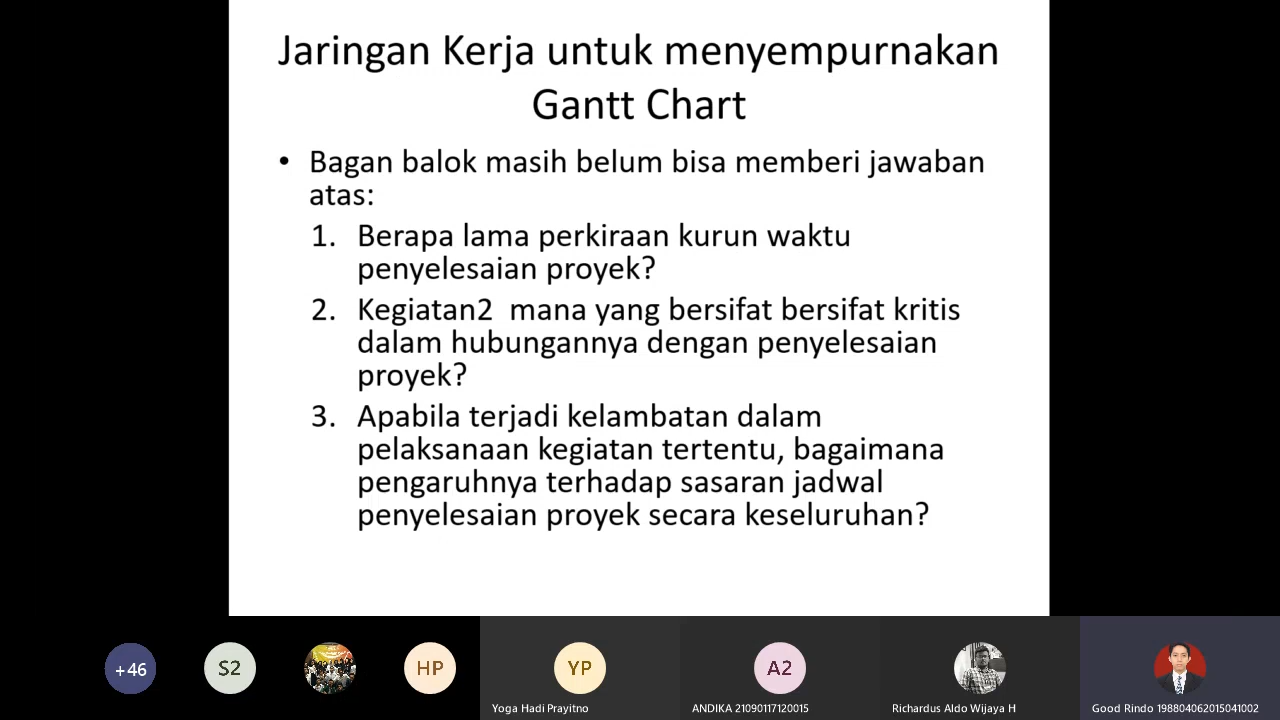 Jaringan Kerja untuk menyempurnakan
Gantt Chart
• Bagan balok masih belum bisa memberi jawaban
atas:
1. Berapa lama perkiraan kurun waktu
penyelesaian proyek?
2. Kegiatan2 mana yang bersifat bersifat kritis
dalam hubungannya dengan penyelesaian
proyek?
3. Apabila terjadi kelambatan dalam
pelaksanaan kegiatan tertentu, bagaimana
pengaruhnya terhadap sasaran jadwal
penyelesaian proyek secara keseluruhan?
+46
S2
HP
YP
A2
Yoga Hadi Prayitno
ANDIKA 21090117120015
Richardus Aldo Wijaya H
Good Rindo 198804062015041002